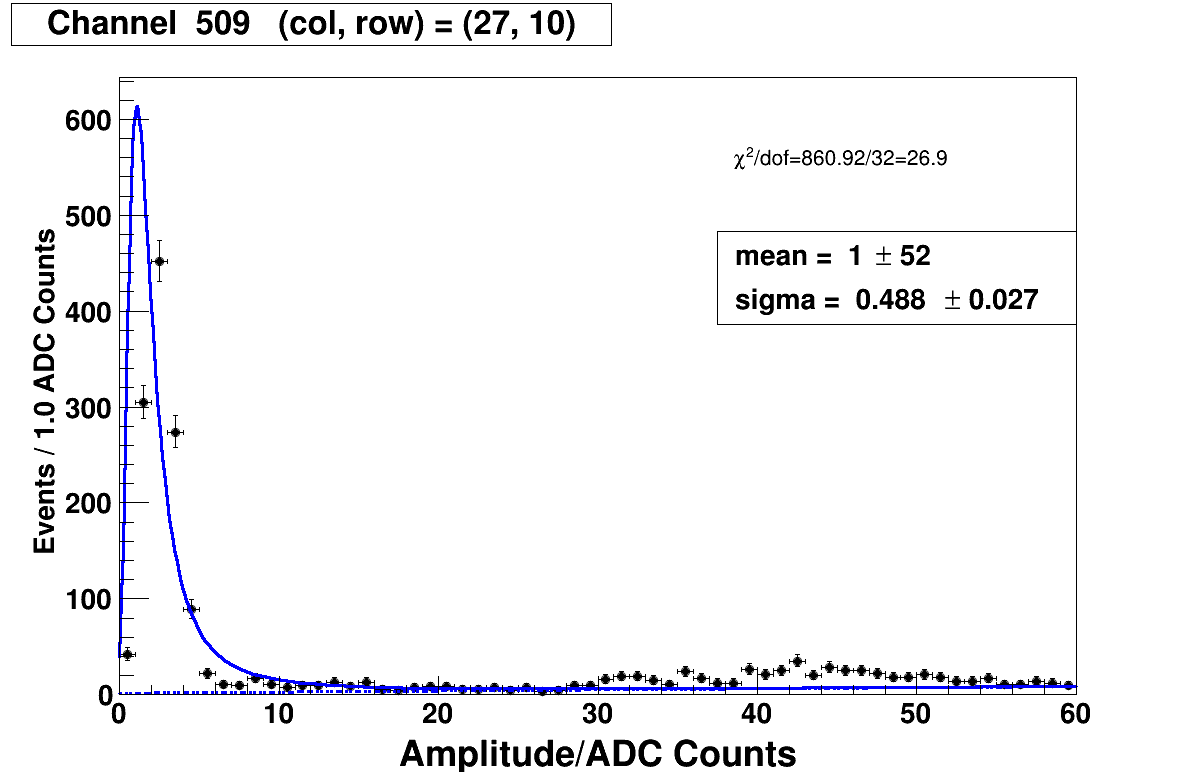 Channel 509 (col, row) = (27, 10)
χ²/dof=860.92/32=26.9
mean = 1 ± 52
sigma = 0.488 ± 0.027
Events / 1.0 ADC Counts
600
500
400
300
200
100
0
0 10 20 30 40 50 60
Amplitude/ADC Counts